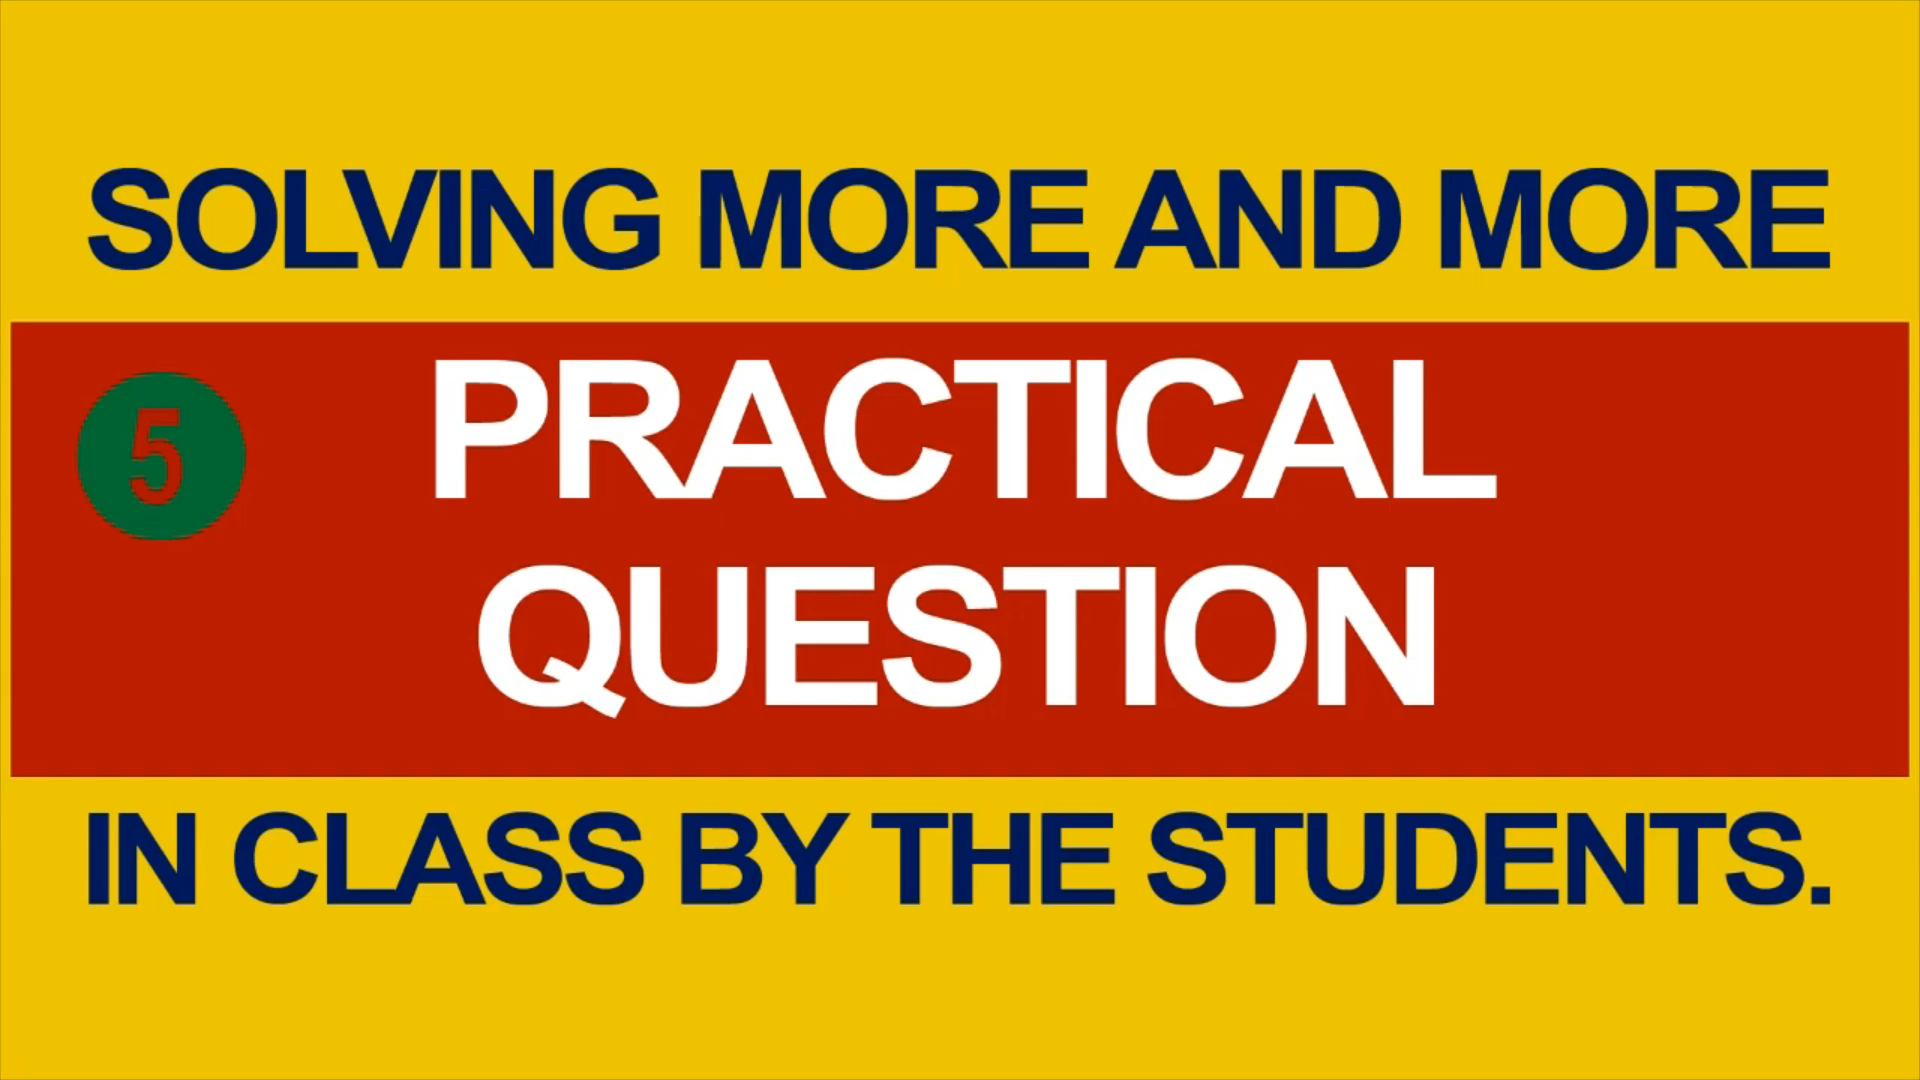 SOLVING MORE AND MORE
5 PRACTICAL
QUESTION
IN CLASS BY THE STUDENTS.